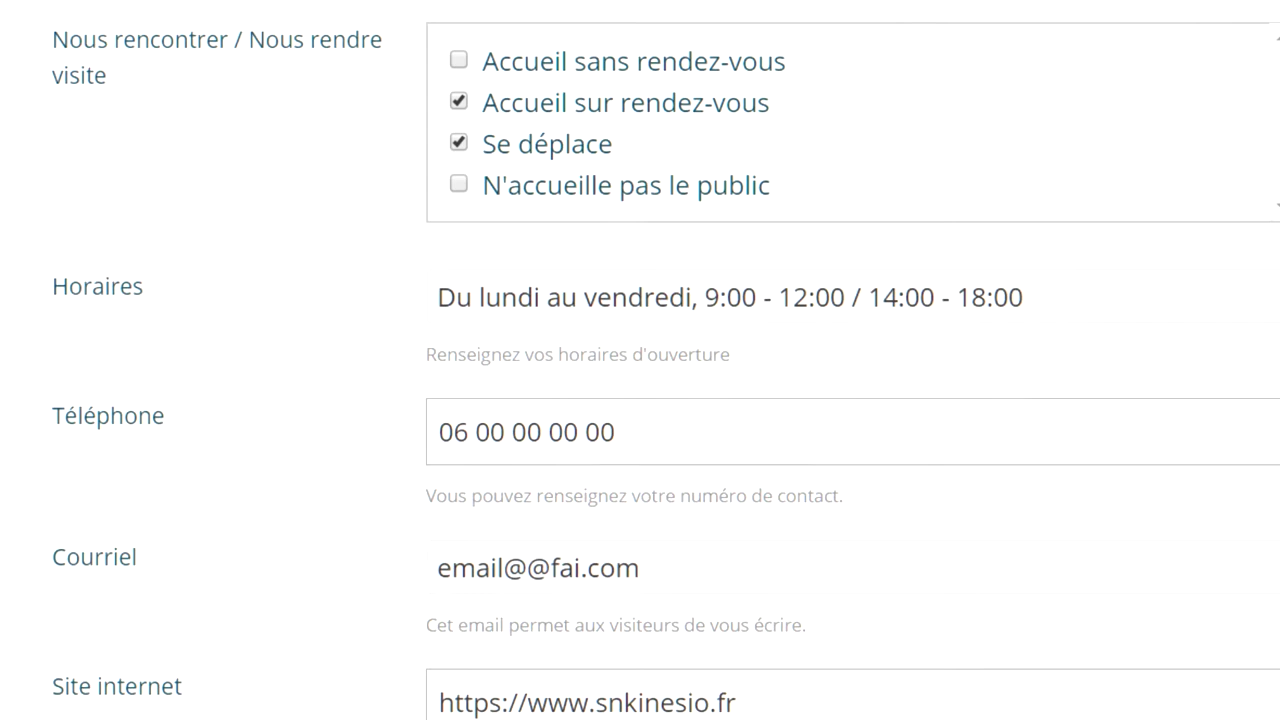 Nous rencontrer / Nous rendre
visite
Accueil sans rendez-vous
Accueil sur rendez-vous
Se déplace
N'accueille pas le public
Horaires
Du lundi au vendredi, 9:00 - 12:00 / 14:00 - 18:00
Renseignez vos horaires d'ouverture
Téléphone
06 00 00 00 00
Vous pouvez renseignez votre numéro de contact.
Courriel
email@@fai.com
Cet email permet aux visiteurs de vous écrire.
Site internet
https://www.snkinesio.fr